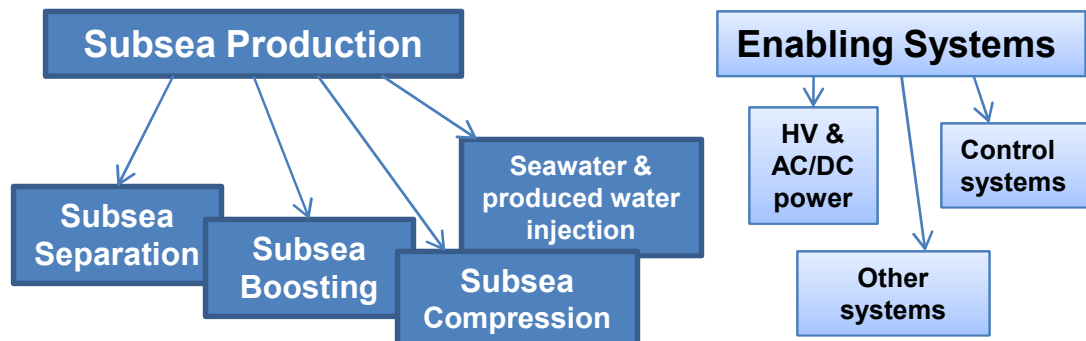 Subsea Production
Subsea
Separation
Subsea
Boosting
Subsea
Compression
Seawater &
produced water
injection
Enabling Systems
HV &
AC/DC
power
Other
systems
Control
systems